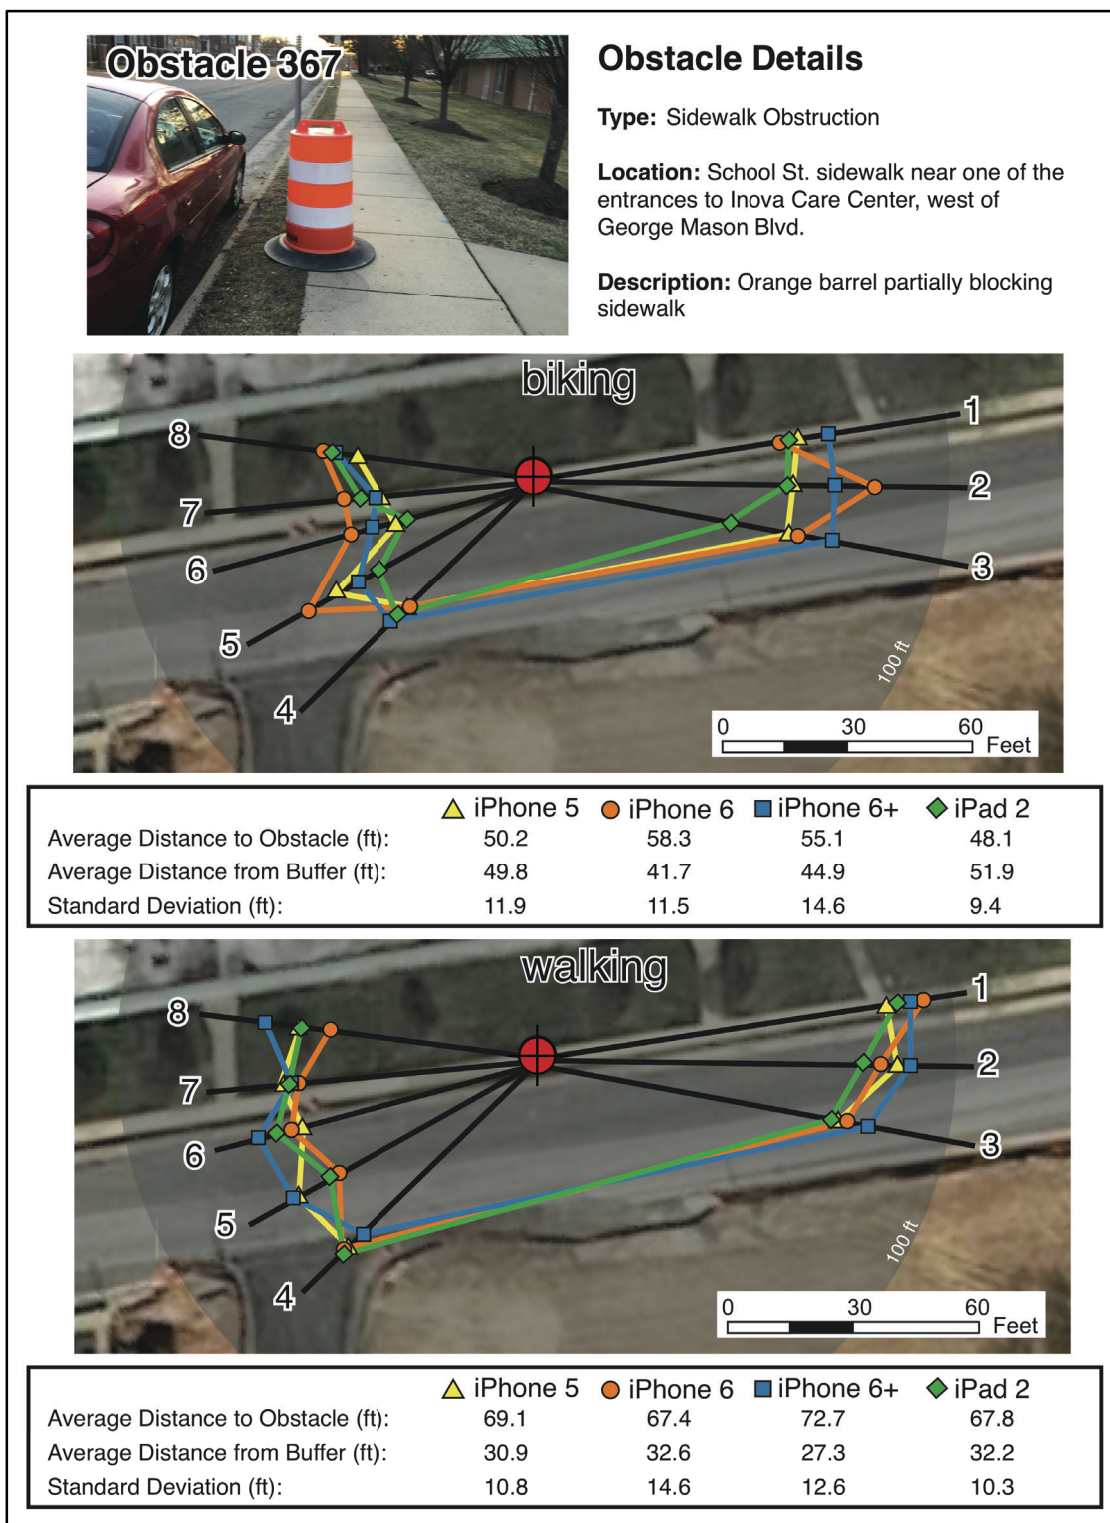 Obstacle 367
Obstacle Details
Type: Sidewalk Obstruction
Location: School St. sidewalk near one of the
entrances to Inova Care Center, west of
George Mason Blvd.
Description: Orange barrel partially blocking
sidewalk
biking
1
8
2
7
6
3
5
4
100 ft
0 30 60
Feet
iPhone 5 iPhone 6 iPhone 6+ iPad 2
Average Distance to Obstacle (ft): 50.2 58.3 55.1 48.1
Average Distance from Buffer (ft): 49.8 41.7 44.9 51.9
Standard Deviation (ft): 11.9 11.5 14.6 9.4
walking
1
8
2
7
3
6
5
4
100 ft
0 30 60
Feet
iPhone 5 iPhone 6 iPhone 6+ iPad 2
Average Distance to Obstacle (ft): 69.1 67.4 72.7 67.8
Average Distance from Buffer (ft): 30.9 32.6 27.3 32.2
Standard Deviation (ft): 10.8 14.6 12.6 10.3